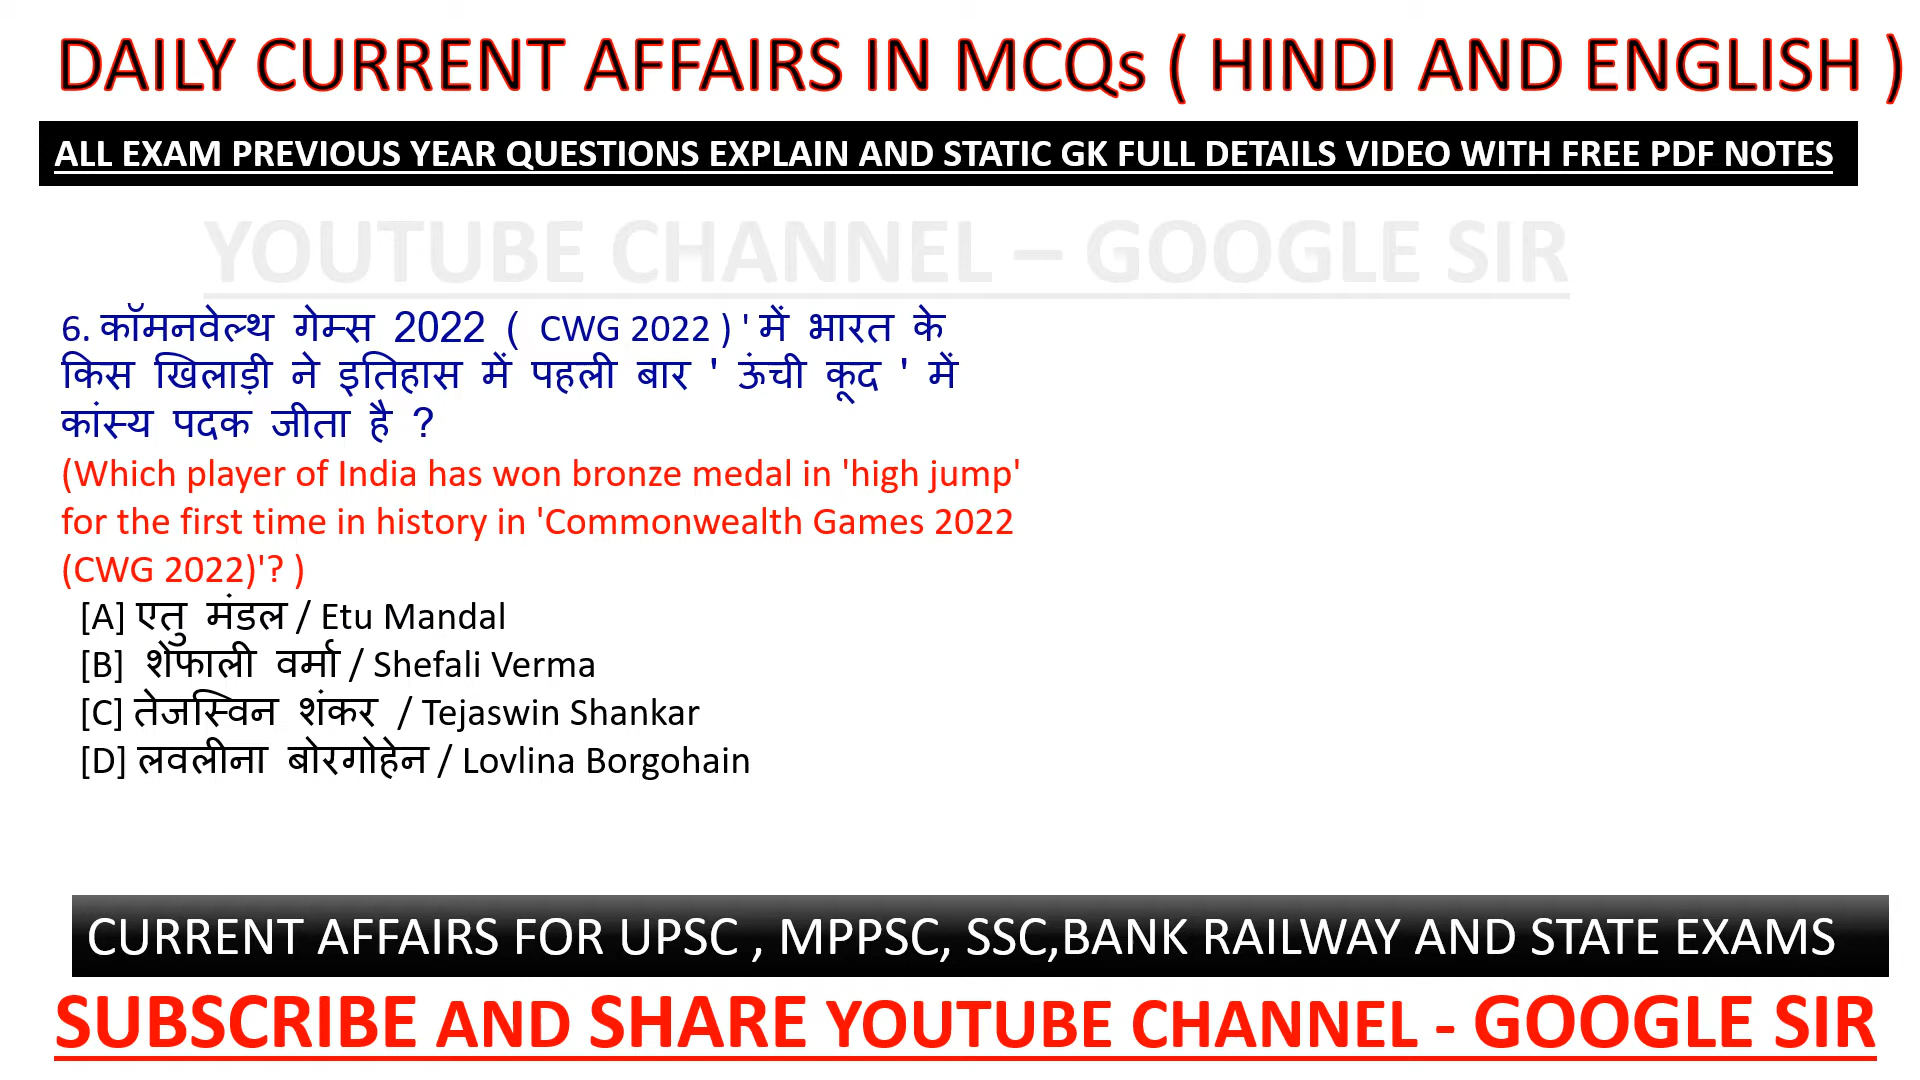 DAILY CURRENT AFFAIRS IN MCQs ( HINDI AND ENGLISH )
ALL EXAM PREVIOUS YEAR QUESTIONS EXPLAIN AND STATIC GK FULL DETAILS VIDEO WITH FREE PDF NOTES
YOUTUBE CHANNEL – GOOGLE SIR
6. कॉमनवेल्थ गेम्स 2022 ( CWG 2022 ) ' में भारत के
किस खिलाड़ी ने इतिहास में पहली बार ' ऊंची कूद ' में
कांस्य पदक जीता है ?
(Which player of India has won bronze medal in 'high jump'
for the first time in history in 'Commonwealth Games 2022
(CWG 2022)'? )
[A] एतु मंडल / Etu Mandal
[B] शेफाली वर्मा / Shefali Verma
[C] तेजस्विन शंकर / Tejaswin Shankar
[D] लवलीना बोरगोहेन / Lovlina Borgohain
CURRENT AFFAIRS FOR UPSC , MPPSC, SSC,BANK RAILWAY AND STATE EXAMS
SUBSCRIBE AND SHARE YOUTUBE CHANNEL - GOOGLE SIR